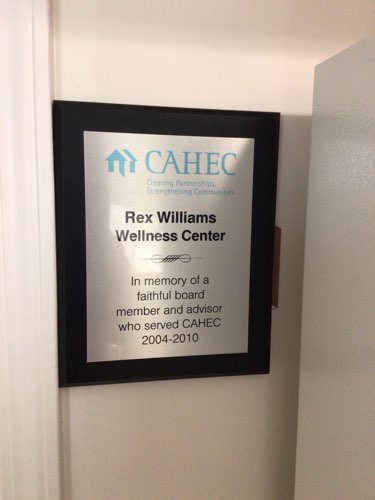 CAHEC
Creating Partnerships,
Strengthening Communities
Rex Williams
Wellness Center
In memory of a
faithful board
member and advisor
who served CAHEC
2004-2010